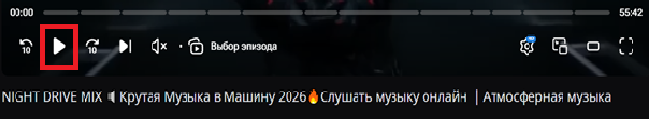 00:00 55:42
10 10 Выбор эпизода
NIGHT DRIVE MIX 🔈Крутая Музыка в Машину 2026🔥Слушать музыку онлайн | Атмосферная музыка